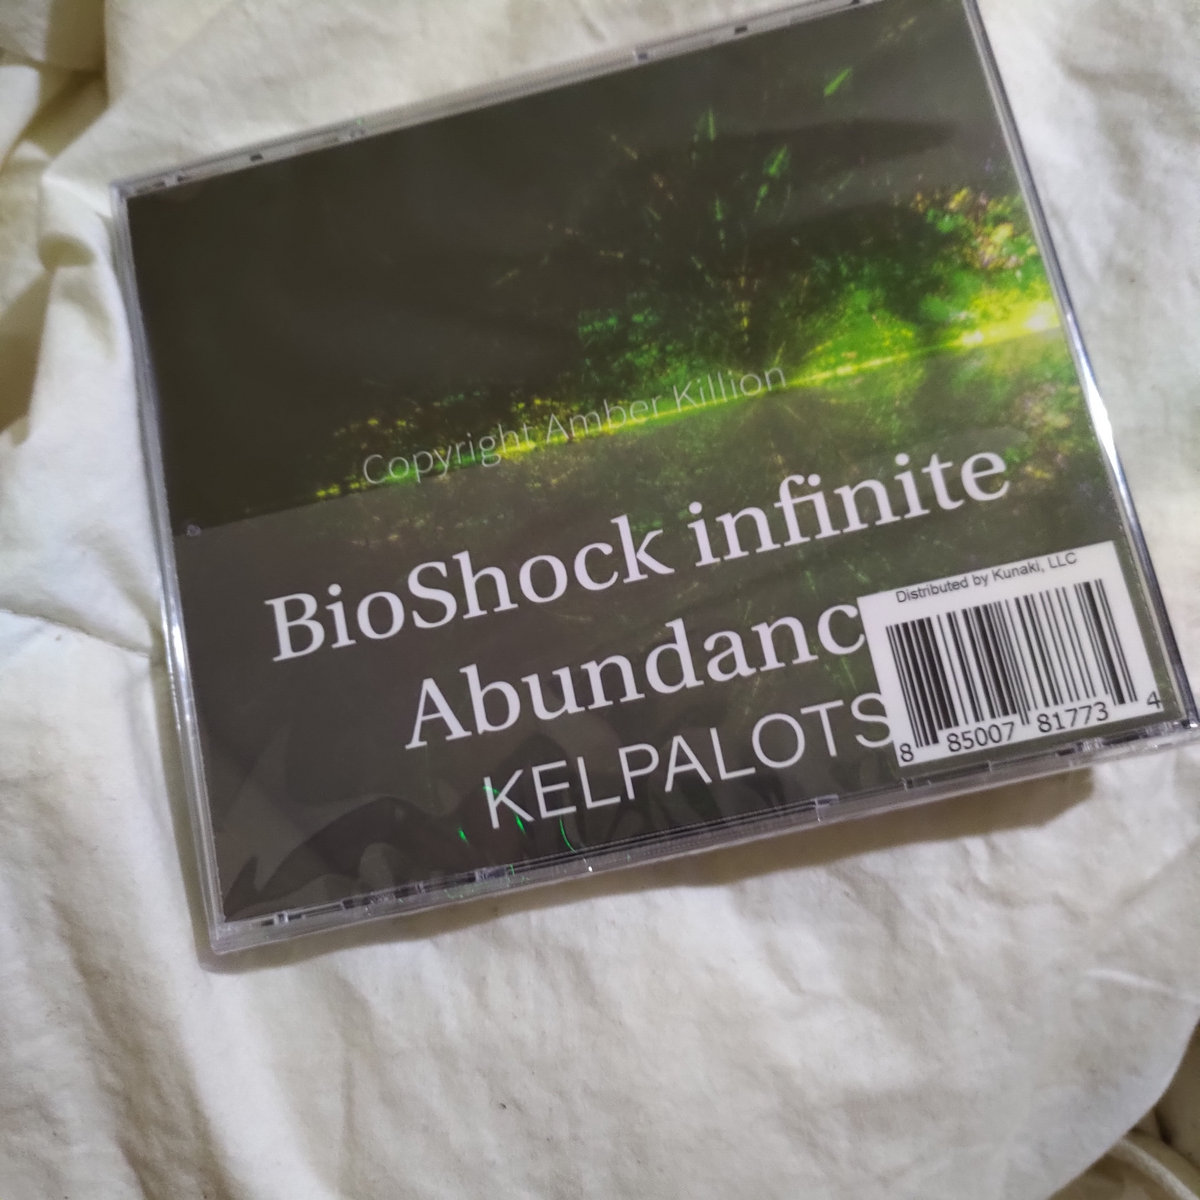 Copyright Amber Killion
BioShock infinite
Abundanc
KELPALOTS
Distributed by Kunaki, LLC
8 85007 81773 4